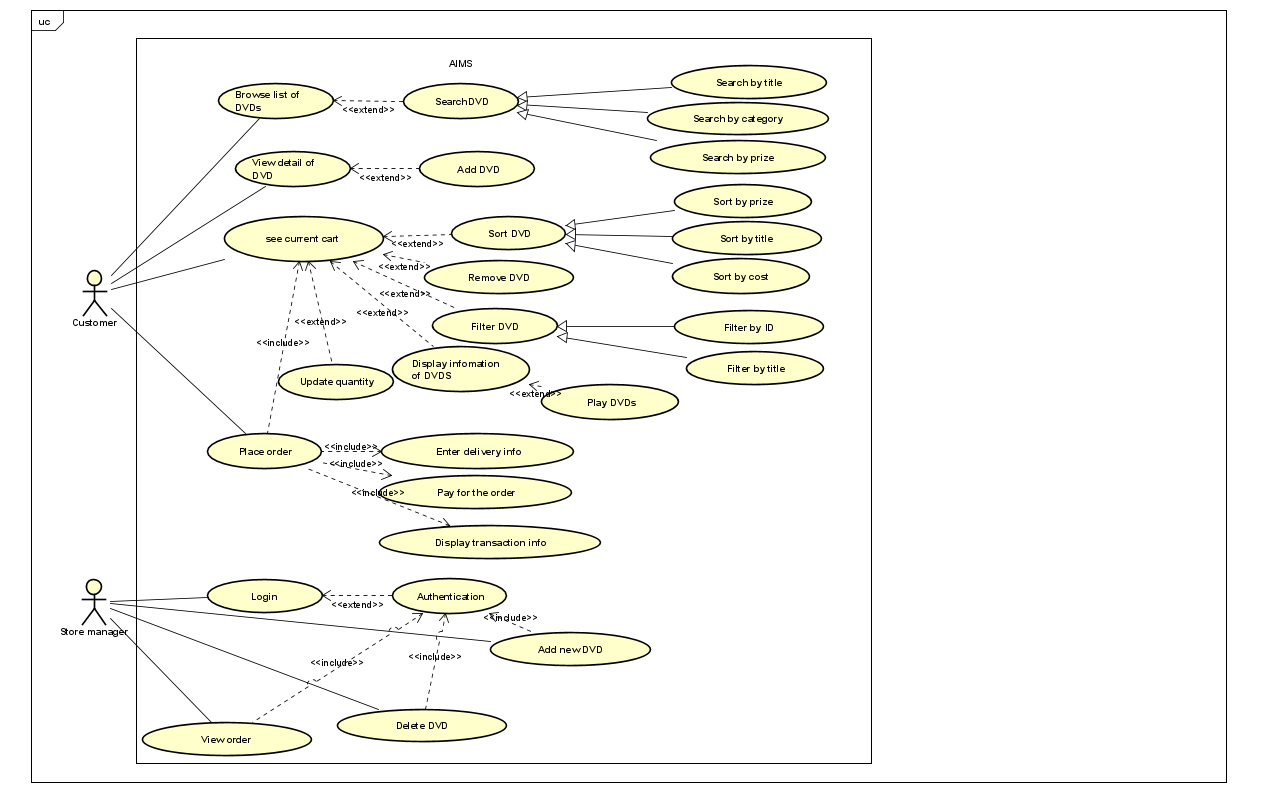 uc
AIMS
Browse list of
DVDs
<<extend>>
SearchDVD
Search by title
Search by category
Search by prize
View detail of
DVD
<<extend>>
Add DVD
see current cart
<<extend>>
Sort DVD
Sort by prize
Sort by title
Sort by cost
<<extend>>
Remove DVD
<<extend>>
Filter DVD
Filter by ID
Filter by title
<<extend>>
Display infomation
of DVDS
<<extend>>
Play DVDs
<<extend>>
Update quantity
<<include>>
Customer
Place order
<<include>>
Enter delivery info
<<include>>
Pay for the order
<<include>>
Display transaction info
Store manager
Login
<<extend>>
Authentication
<<include>>
Add new DVD
<<include>>
<<include>>
Delete DVD
View order